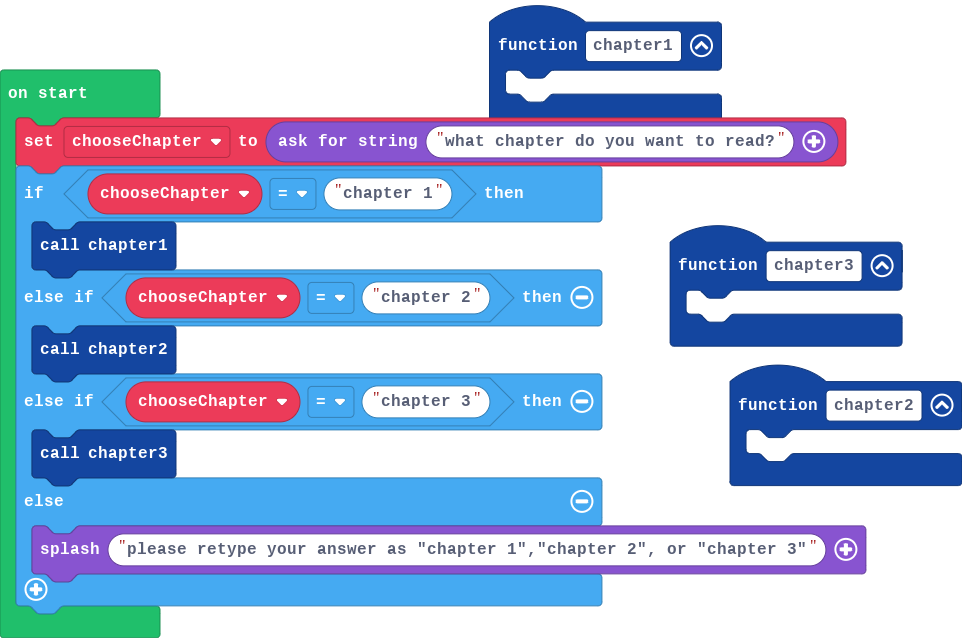 function chapter1
on start
set chooseChapter to ask for string "what chapter do you want to read?"
if chooseChapter = "chapter 1" then
call chapter1
function chapter3
else if chooseChapter = "chapter 2" then
call chapter2
else if chooseChapter = "chapter 3" then
function chapter2
call chapter3
else
splash "please retype your answer as "chapter 1","chapter 2", or "chapter 3""